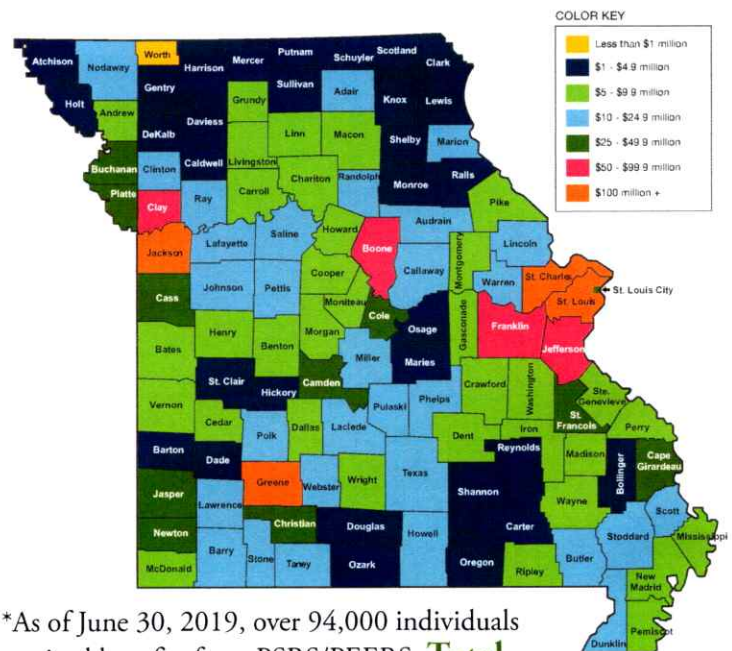 COLOR KEY
Less than $1 million
$1 - $4.9 million
$5 - $9.9 million
$10 - $24.9 million
$25 - $49.9 million
$50 - $99.9 million
$100 million +
Atchison
Nodaway
Worth
Harrison
Mercer
Putnam
Schuyler
Scotland
Clark
Holt
Andrew
Gentry
Grundy
Sullivan
Adair
Knox
Lewis
DeKalb
Daviess
Linn
Macon
Shelby
Marion
Buchanan
Clinton
Caldwell
Livingston
Chariton
Randolph
Monroe
Ralls
Platte
Clay
Ray
Carroll
Pike
Jackson
Lafayette
Saline
Howard
Boone
Audrain
Callaway
Montgomery
Lincoln
Warren
St. Charles
St. Louis
St. Louis City
Cass
Johnson
Pettis
Cooper
Moniteau
Cole
Osage
Gasconade
Franklin
Jefferson
Bates
Henry
Benton
Morgan
Miller
Maries
St. Clair
Hickory
Camden
Pulaski
Phelps
Crawford
Washington
St.
Francois
Ste.
Genevieve
Perry
Vernon
Cedar
Polk
Dallas
Laclede
Dent
Iron
Reynolds
Madison
Bollinger
Cape
Girardeau
Barton
Dade
Greene
Webster
Wright
Texas
Shannon
Wayne
Scott
Jasper
Lawrence
Christian
Douglas
Howell
Carter
Stoddard
Mississippi
Newton
McDonald
Barry
Stone
Taney
Ozark
Oregon
Ripley
Butler
New
Madrid
Pemiscot
Dunklin
*As of June 30, 2019, over 94,000 individuals
PSRS/PEERS. Total